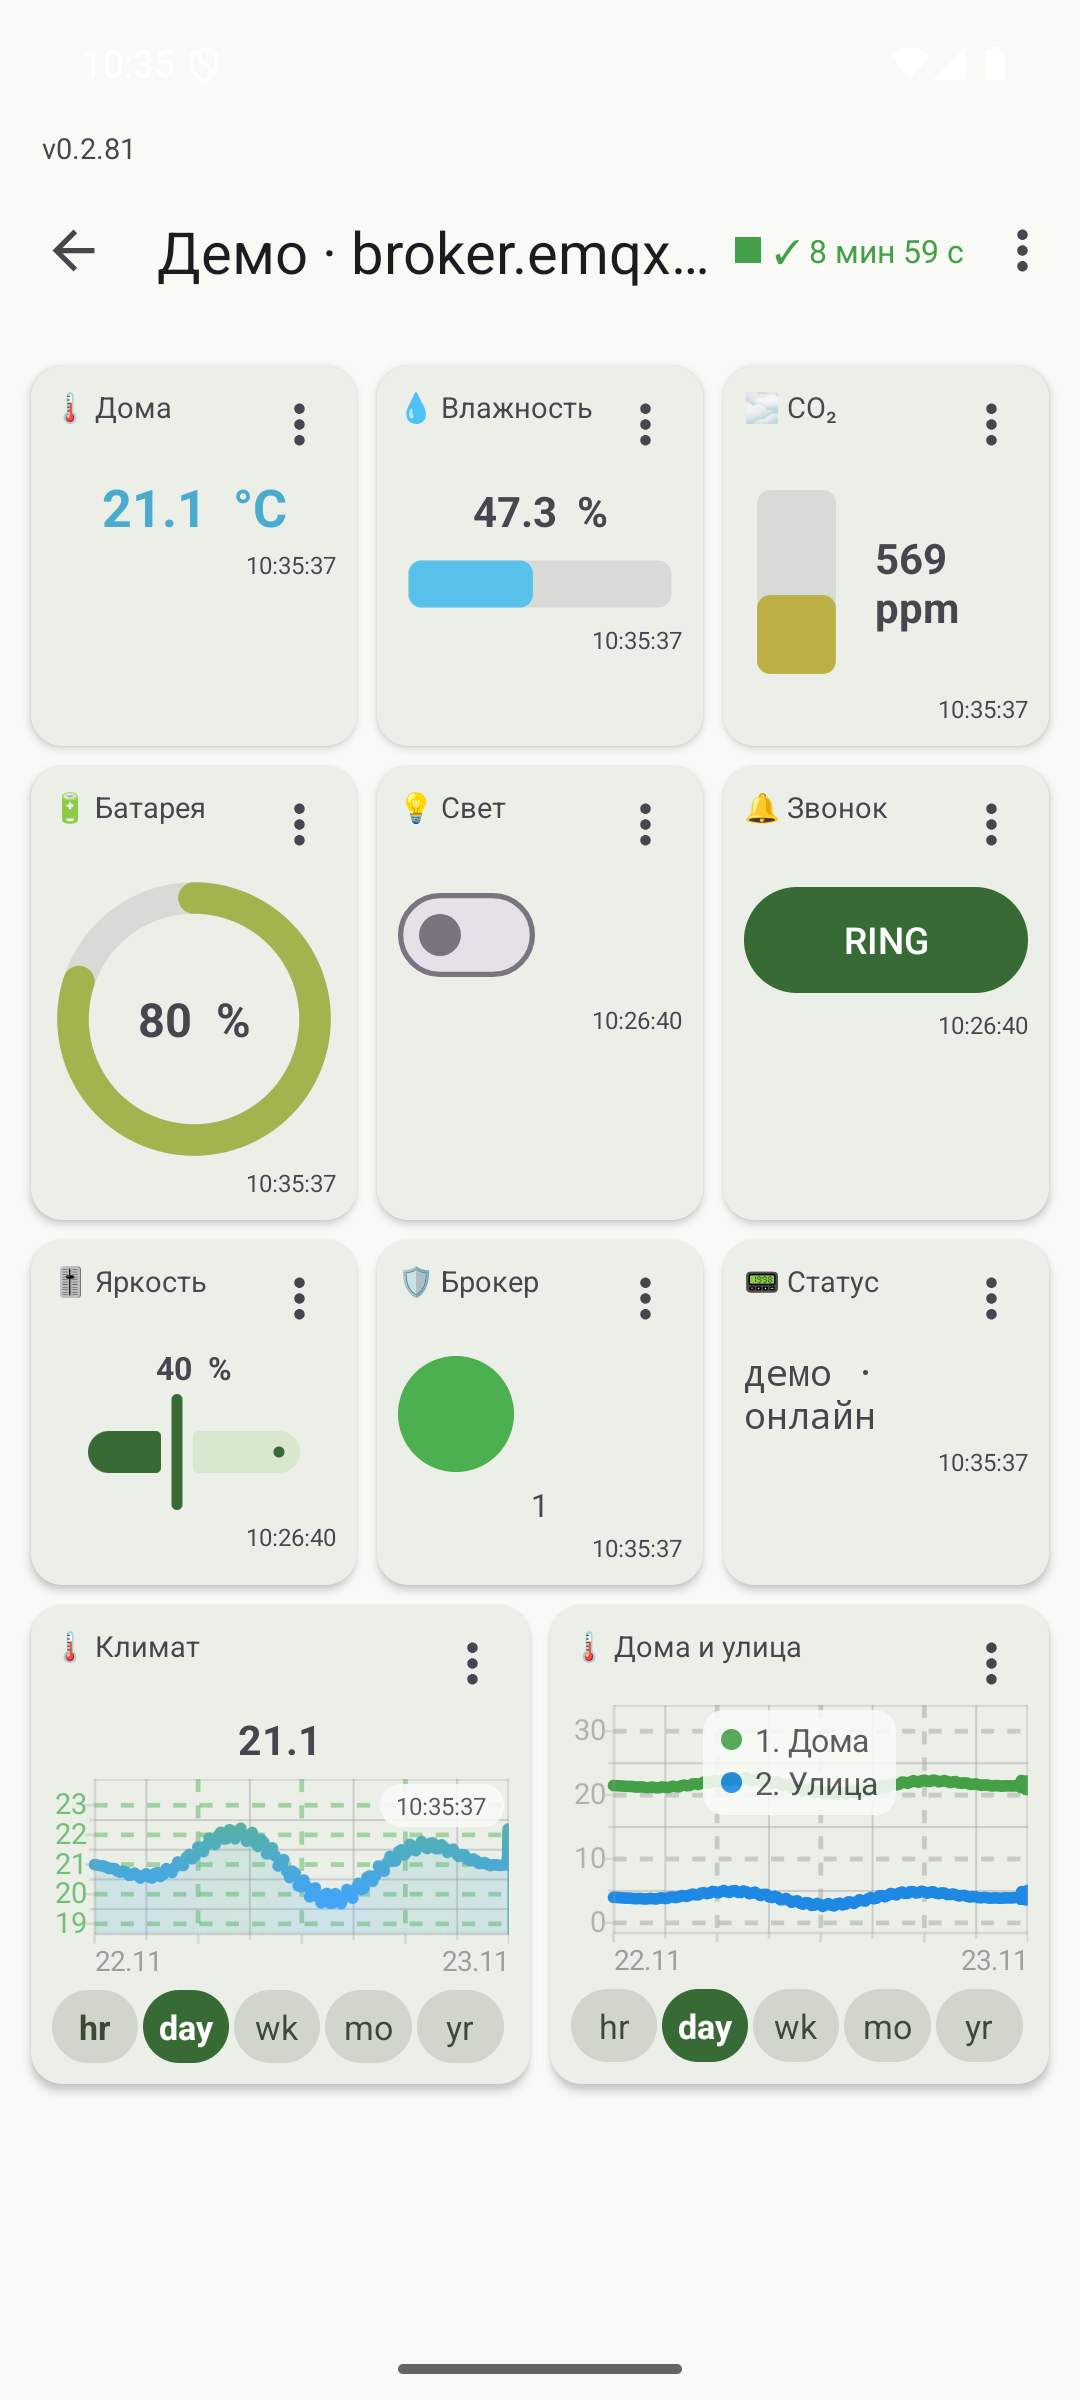 10:35
v0.2.81
Демо · broker.emqx… ✓ 8 мин 59 с
Дома
21.1 °C
10:35:37
Влажность
47.3 %
10:35:37
CO₂
569
ppm
10:35:37
Батарея
80 %
10:35:37
Свет
10:26:40
Звонок
RING
10:26:40
Яркость
40 %
10:26:40
Брокер
1
10:35:37
Статус
демо ·
онлайн
10:35:37
Климат
21.1
10:35:37
23
22
21
20
19
22.11 23.11
hr day wk mo yr
Дома и улица
1. Дома
2. Улица
30
20
10
0
22.11 23.11
hr day wk mo yr